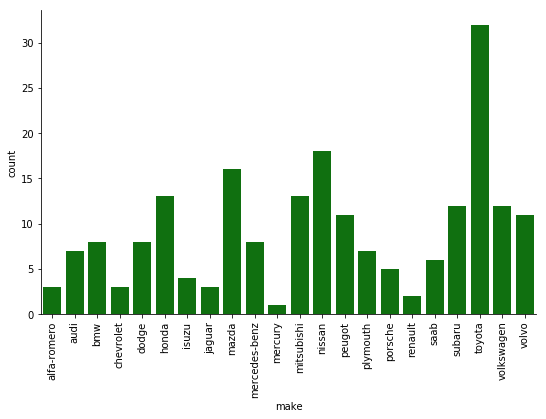 count
30
25
20
15
10
5
0
alfa-romero
audi
bmw
chevrolet
dodge
honda
isuzu
jaguar
mazda
mercedes-benz
mercury
mitsubishi
nissan
peugot
plymouth
porsche
renault
saab
subaru
toyota
volkswagen
volvo
make